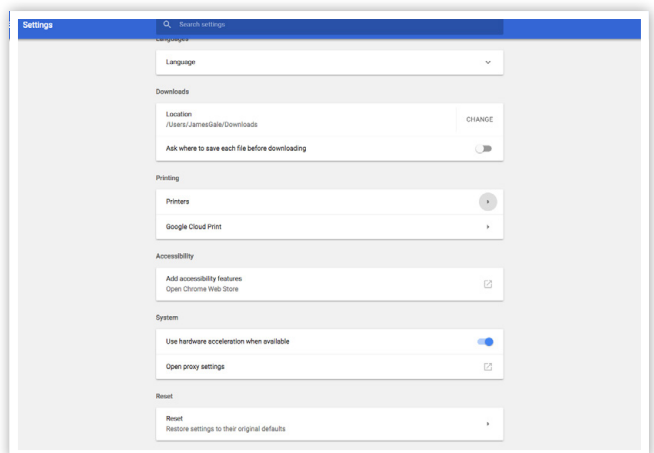 Settings
Search settings
Languages
Language
Downloads
Location
/Users/JamesGale/Downloads
CHANGE
Ask where to save each file before downloading
Printing
Printers
Google Cloud Print
Accessibility
Add accessibility features
Open Chrome Web Store
System
Use hardware acceleration when available
Open proxy settings
Reset
Reset
Restore settings to their original defaults